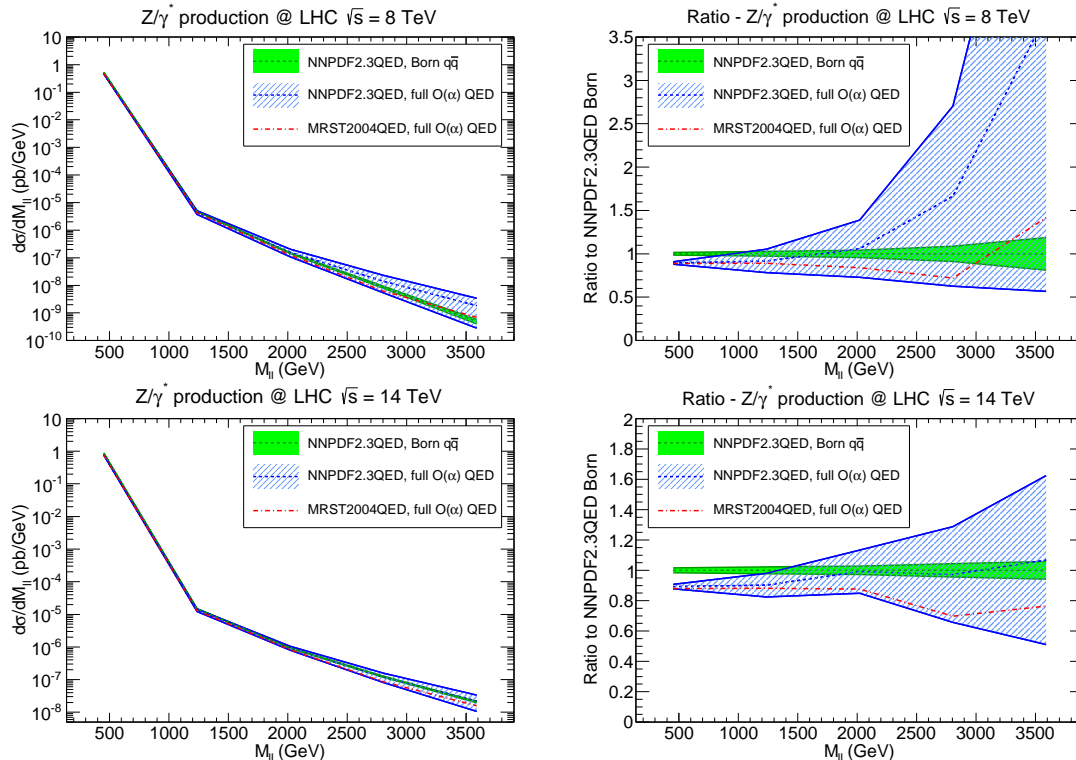 Z/γ* production @ LHC √s = 8 TeV
dσ/dM_ll (pb/GeV)
10
1
10⁻¹
10⁻²
10⁻³
10⁻⁴
10⁻⁵
10⁻⁶
10⁻⁷
10⁻⁸
10⁻⁹
10⁻¹⁰
NNPDF2.3QED, Born qq̅
NNPDF2.3QED, full O(α) QED
MRST2004QED, full O(α) QED
500 1000 1500 2000 2500 3000 3500
M_ll (GeV)
Ratio - Z/γ* production @ LHC √s = 8 TeV
Ratio to NNPDF2.3QED Born
3.5
3
2.5
2
1.5
1
0.5
0
NNPDF2.3QED, Born qq̅
NNPDF2.3QED, full O(α) QED
MRST2004QED, full O(α) QED
500 1000 1500 2000 2500 3000 3500
M_ll (GeV)
Z/γ* production @ LHC √s = 14 TeV
dσ/dM_ll (pb/GeV)
10
1
10⁻¹
10⁻²
10⁻³
10⁻⁴
10⁻⁵
10⁻⁶
10⁻⁷
10⁻⁸
NNPDF2.3QED, Born qq̅
NNPDF2.3QED, full O(α) QED
MRST2004QED, full O(α) QED
500 1000 1500 2000 2500 3000 3500
M_ll (GeV)
Ratio - Z/γ* production @ LHC √s = 14 TeV
Ratio to NNPDF2.3QED Born
2
1.8
1.6
1.4
1.2
1
0.8
0.6
0.4
0.2
0
NNPDF2.3QED, Born qq̅
NNPDF2.3QED, full O(α) QED
MRST2004QED, full O(α) QED
500 1000 1500 2000 2500 3000 3500
M_ll (GeV)